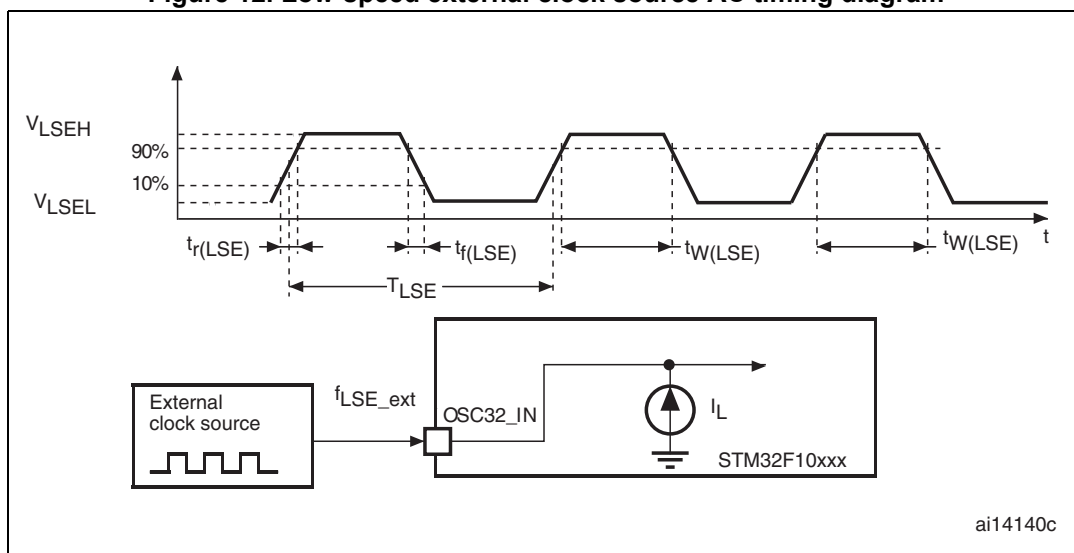 Figure 12. Low-speed external clock source AC timing diagram
VLSEH
90%
10%
VLSEL
tr(LSE)
tf(LSE)
tW(LSE)
tW(LSE)
t
TLSE
External
clock source
fLSE_ext
OSC32_IN
IL
STM32F10xxx
ai14140c